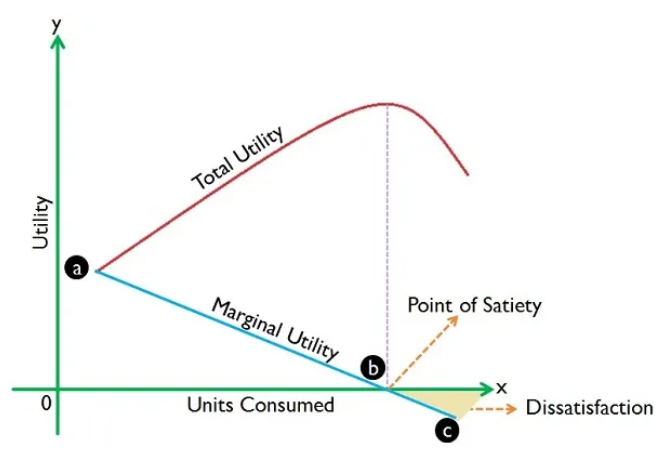 y
Total Utility
Utility
a
Marginal Utility
Point of Satiety
b
x
0
Units Consumed
Dissatisfaction
c